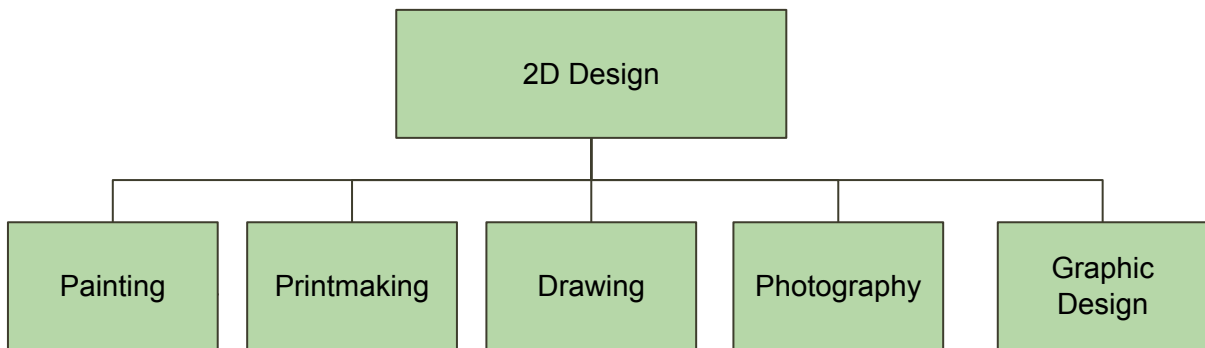 2D Design
Painting
Printmaking
Drawing
Photography
Graphic
Design